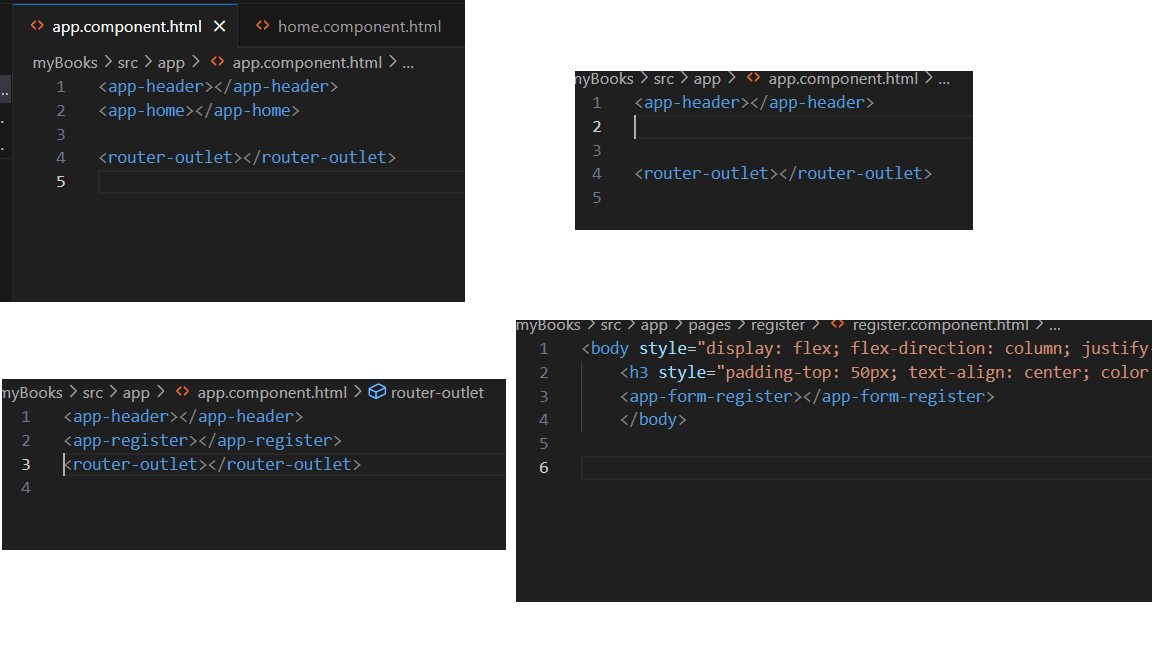 app.component.html × home.component.html
myBooks > src > app > <> app.component.html > ...
1 <app-header></app-header>
2 <app-home></app-home>
3
4 <router-outlet></router-outlet>
5
myBooks > src > app > <> app.component.html > ...
1 <app-header></app-header>
2
3
4 <router-outlet></router-outlet>
5
myBooks > src > app > <> app.component.html > router-outlet
1 <app-header></app-header>
2 <app-register></app-register>
3 <router-outlet></router-outlet>
4
myBooks > src > app > pages > register > <> register.component.html > ...
1 <body style="display: flex; flex-direction: column; justify-
2 <h3 style="padding-top: 50px; text-align: center; color
3 <app-form-register></app-form-register>
4 </body>
5
6